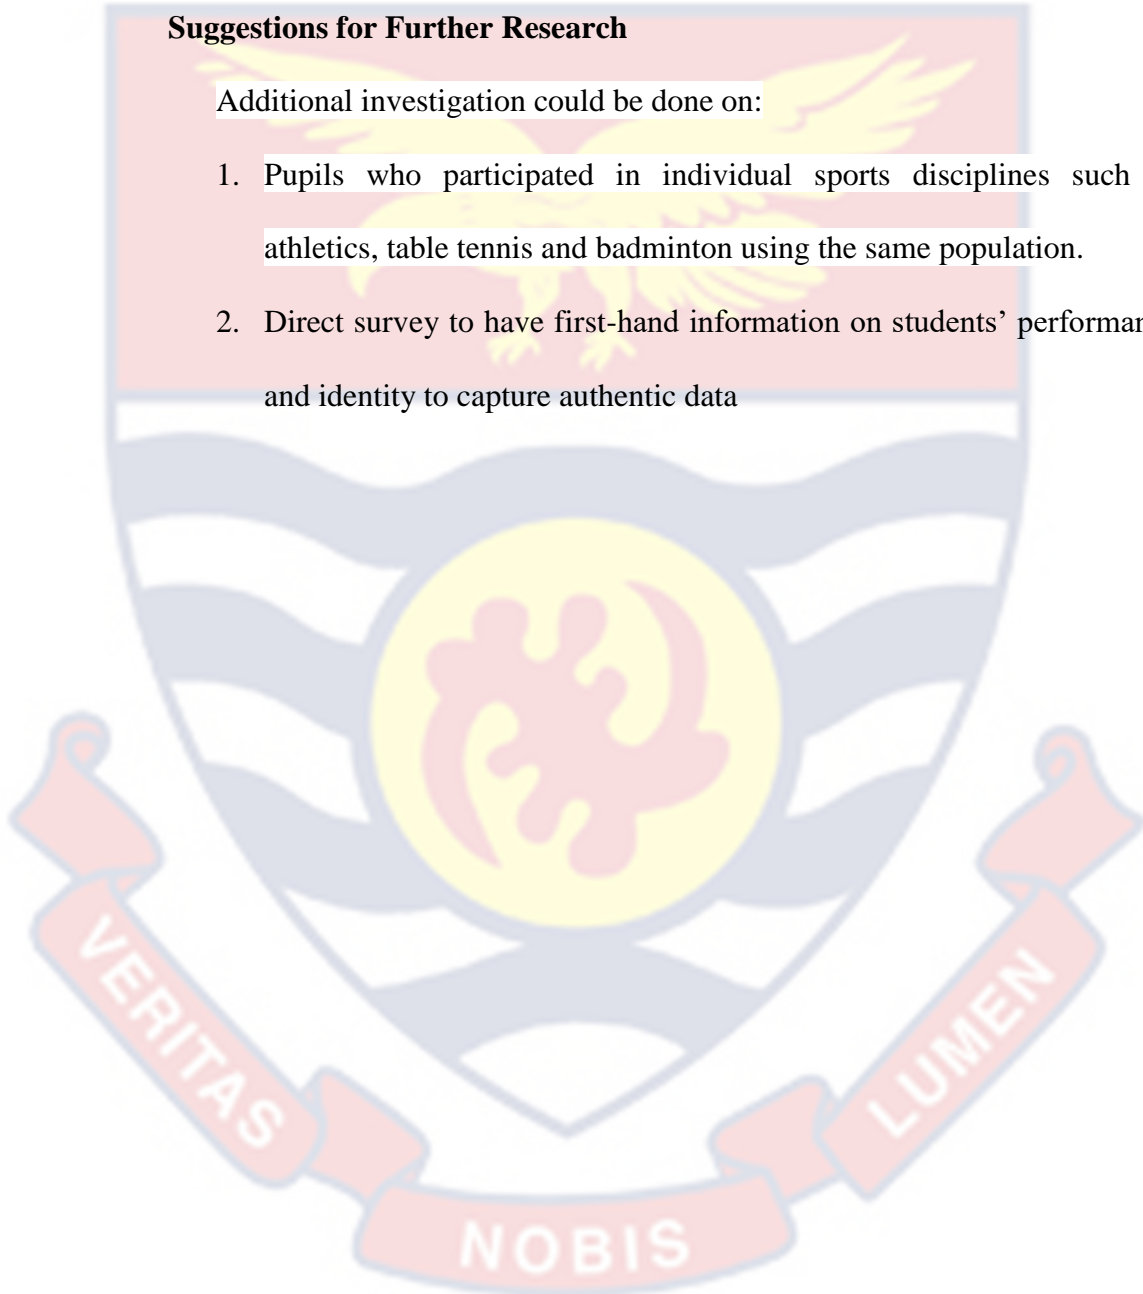 Suggestions for Further Research
Additional investigation could be done on:
1. Pupils who participated in individual sports disciplines such
athletics, table tennis and badminton using the same population.
2. Direct survey to have first-hand information on students’ performan
and identity to capture authentic data
VERITAS
NOBIS
LUMEN